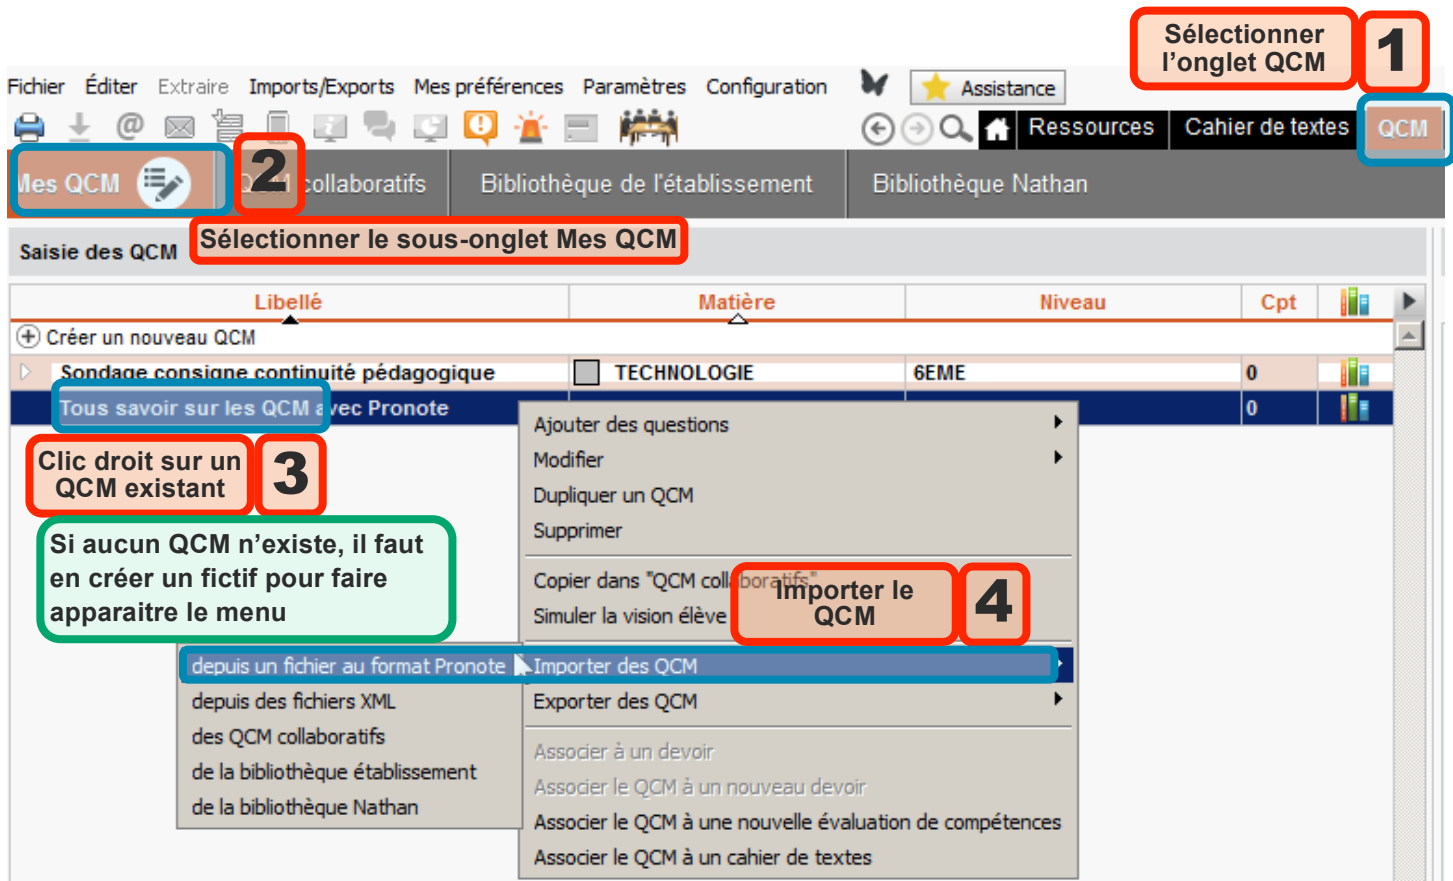 Sélectionner
l'onglet QCM
1
Fichier Éditer Extraire Imports/Exports Mes préférences Paramètres Configuration Assistance
Ressources Cahier de textes QCM
Mes QCM 2 QCM collaboratifs Bibliothèque de l'établissement Bibliothèque Nathan
Sélectionner le sous-onglet Mes QCM
Saisie des QCM
Libellé Matière Niveau Cpt
Créer un nouveau QCM
Sondage consigne continuité pédagogique TECHNOLOGIE 6EME 0
Tous savoir sur les QCM avec Pronote 0
Clic droit sur un
QCM existant
3
Si aucun QCM n'existe, il faut
en créer un fictif pour faire
apparaitre le menu
Ajouter des questions
Modifier
Dupliquer un QCM
Supprimer
Copier dans "QCM collaboratifs"
Simuler la vision élève
Importer le
QCM
4
Importer des QCM
Exporter des QCM
Associer à un devoir
Associer le QCM à un nouveau devoir
Associer le QCM à une nouvelle évaluation de compétences
Associer le QCM à un cahier de textes
depuis un fichier au format Pronote
depuis des fichiers XML
des QCM collaboratifs
de la bibliothèque établissement
de la bibliothèque Nathan